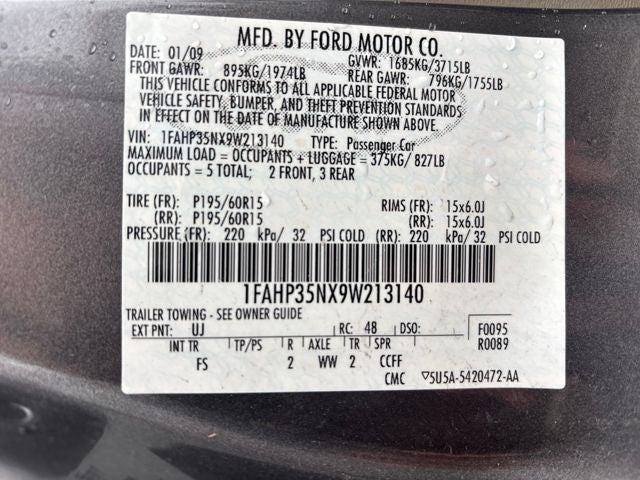 MFD. BY FORD MOTOR CO.
DATE: 01/09 GVWR: 1685KG/3715LB
FRONT GAWR: 895KG/1974LB REAR GAWR: 796KG/1755LB
THIS VEHICLE CONFORMS TO ALL APPLICABLE FEDERAL MOTOR
VEHICLE SAFETY, BUMPER, AND THEFT PREVENTION STANDARDS
IN EFFECT ON THE DATE OF MANUFACTURE SHOWN ABOVE.
VIN: 1FAHP35NX9W213140 TYPE: Passenger Car
MAXIMUM LOAD = OCCUPANTS + LUGGAGE = 375KG/ 827LB
OCCUPANTS = 5 TOTAL; 2 FRONT, 3 REAR
TIRE (FR): P195/60R15 RIMS (FR): 15x6.0J
(RR): P195/60R15 (RR): 15x6.0J
PRESSURE (FR): 220 kPa/ 32 PSI COLD (RR): 220 kPa/ 32 PSI COLD
1FAHP35NX9W213140
TRAILER TOWING - SEE OWNER GUIDE
EXT PNT: UJ RC: 48 DSO: F0095
INT TR TP/PS R AXLE TR SPR R0089
FS 2 WW 2 CCFF
CMC ▽5U5A-5420472-AA